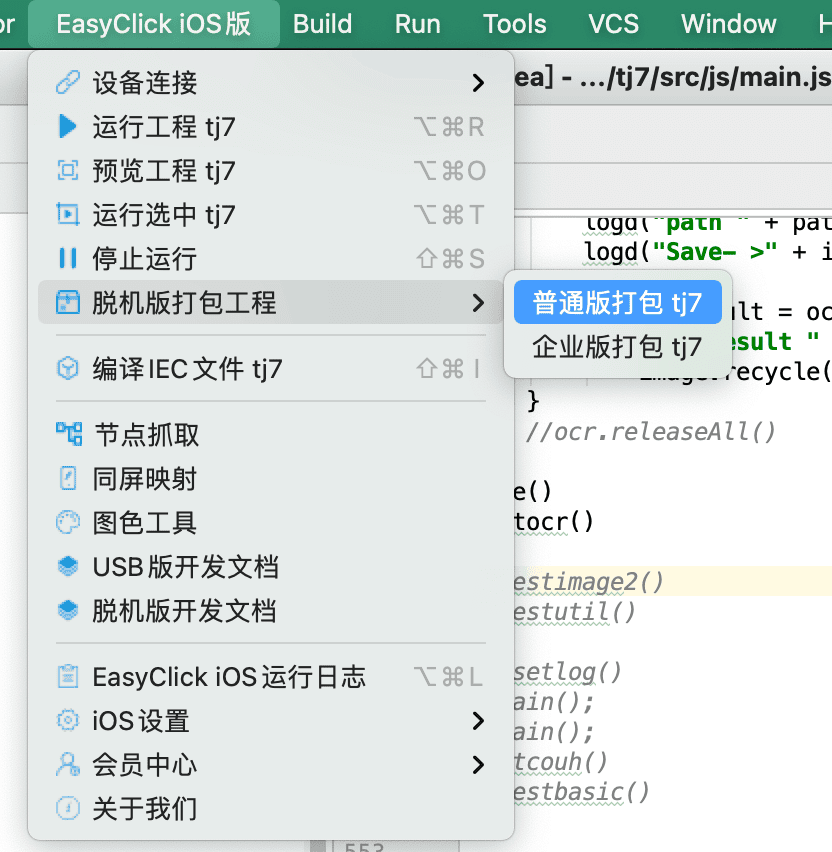 or EasyClick iOS版 Build Run Tools VCS Window H
ea] - .../tj7/src/js/main.js
设备连接
运行工程 tj7 ⌥⌘R
预览工程 tj7 ⌥⌘O
运行选中 tj7 ⌥⌘T
停止运行 ⇧⌘S
脱机版打包工程
普通版打包 tj7
企业版打包 tj7
编译IEC文件 tj7 ⇧⌘I
节点抓取
同屏映射
图色工具
USB版开发文档
脱机版开发文档
EasyClick iOS运行日志 ⌥⌘L
iOS设置
会员中心
关于我们
logd("path " + pat
logd("Save- >" + i
ult = oc
esult "
image.recycle(
}
//ocr.releaseAll()
e()
tocr()
estimage2()
estutil()
setlog()
ain();
ain();
tcouh()
estbasic()
553